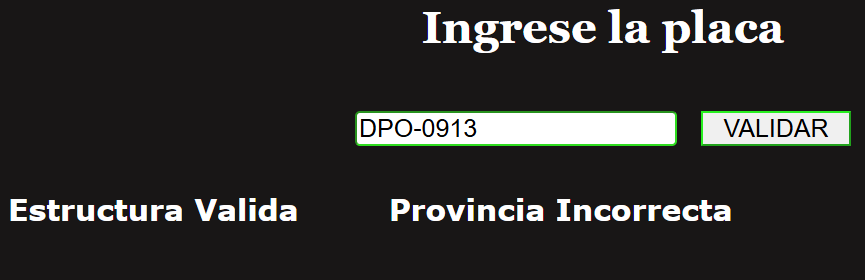 Ingrese la placa
DPO-0913 VALIDAR
Estructura Valida Provincia Incorrecta